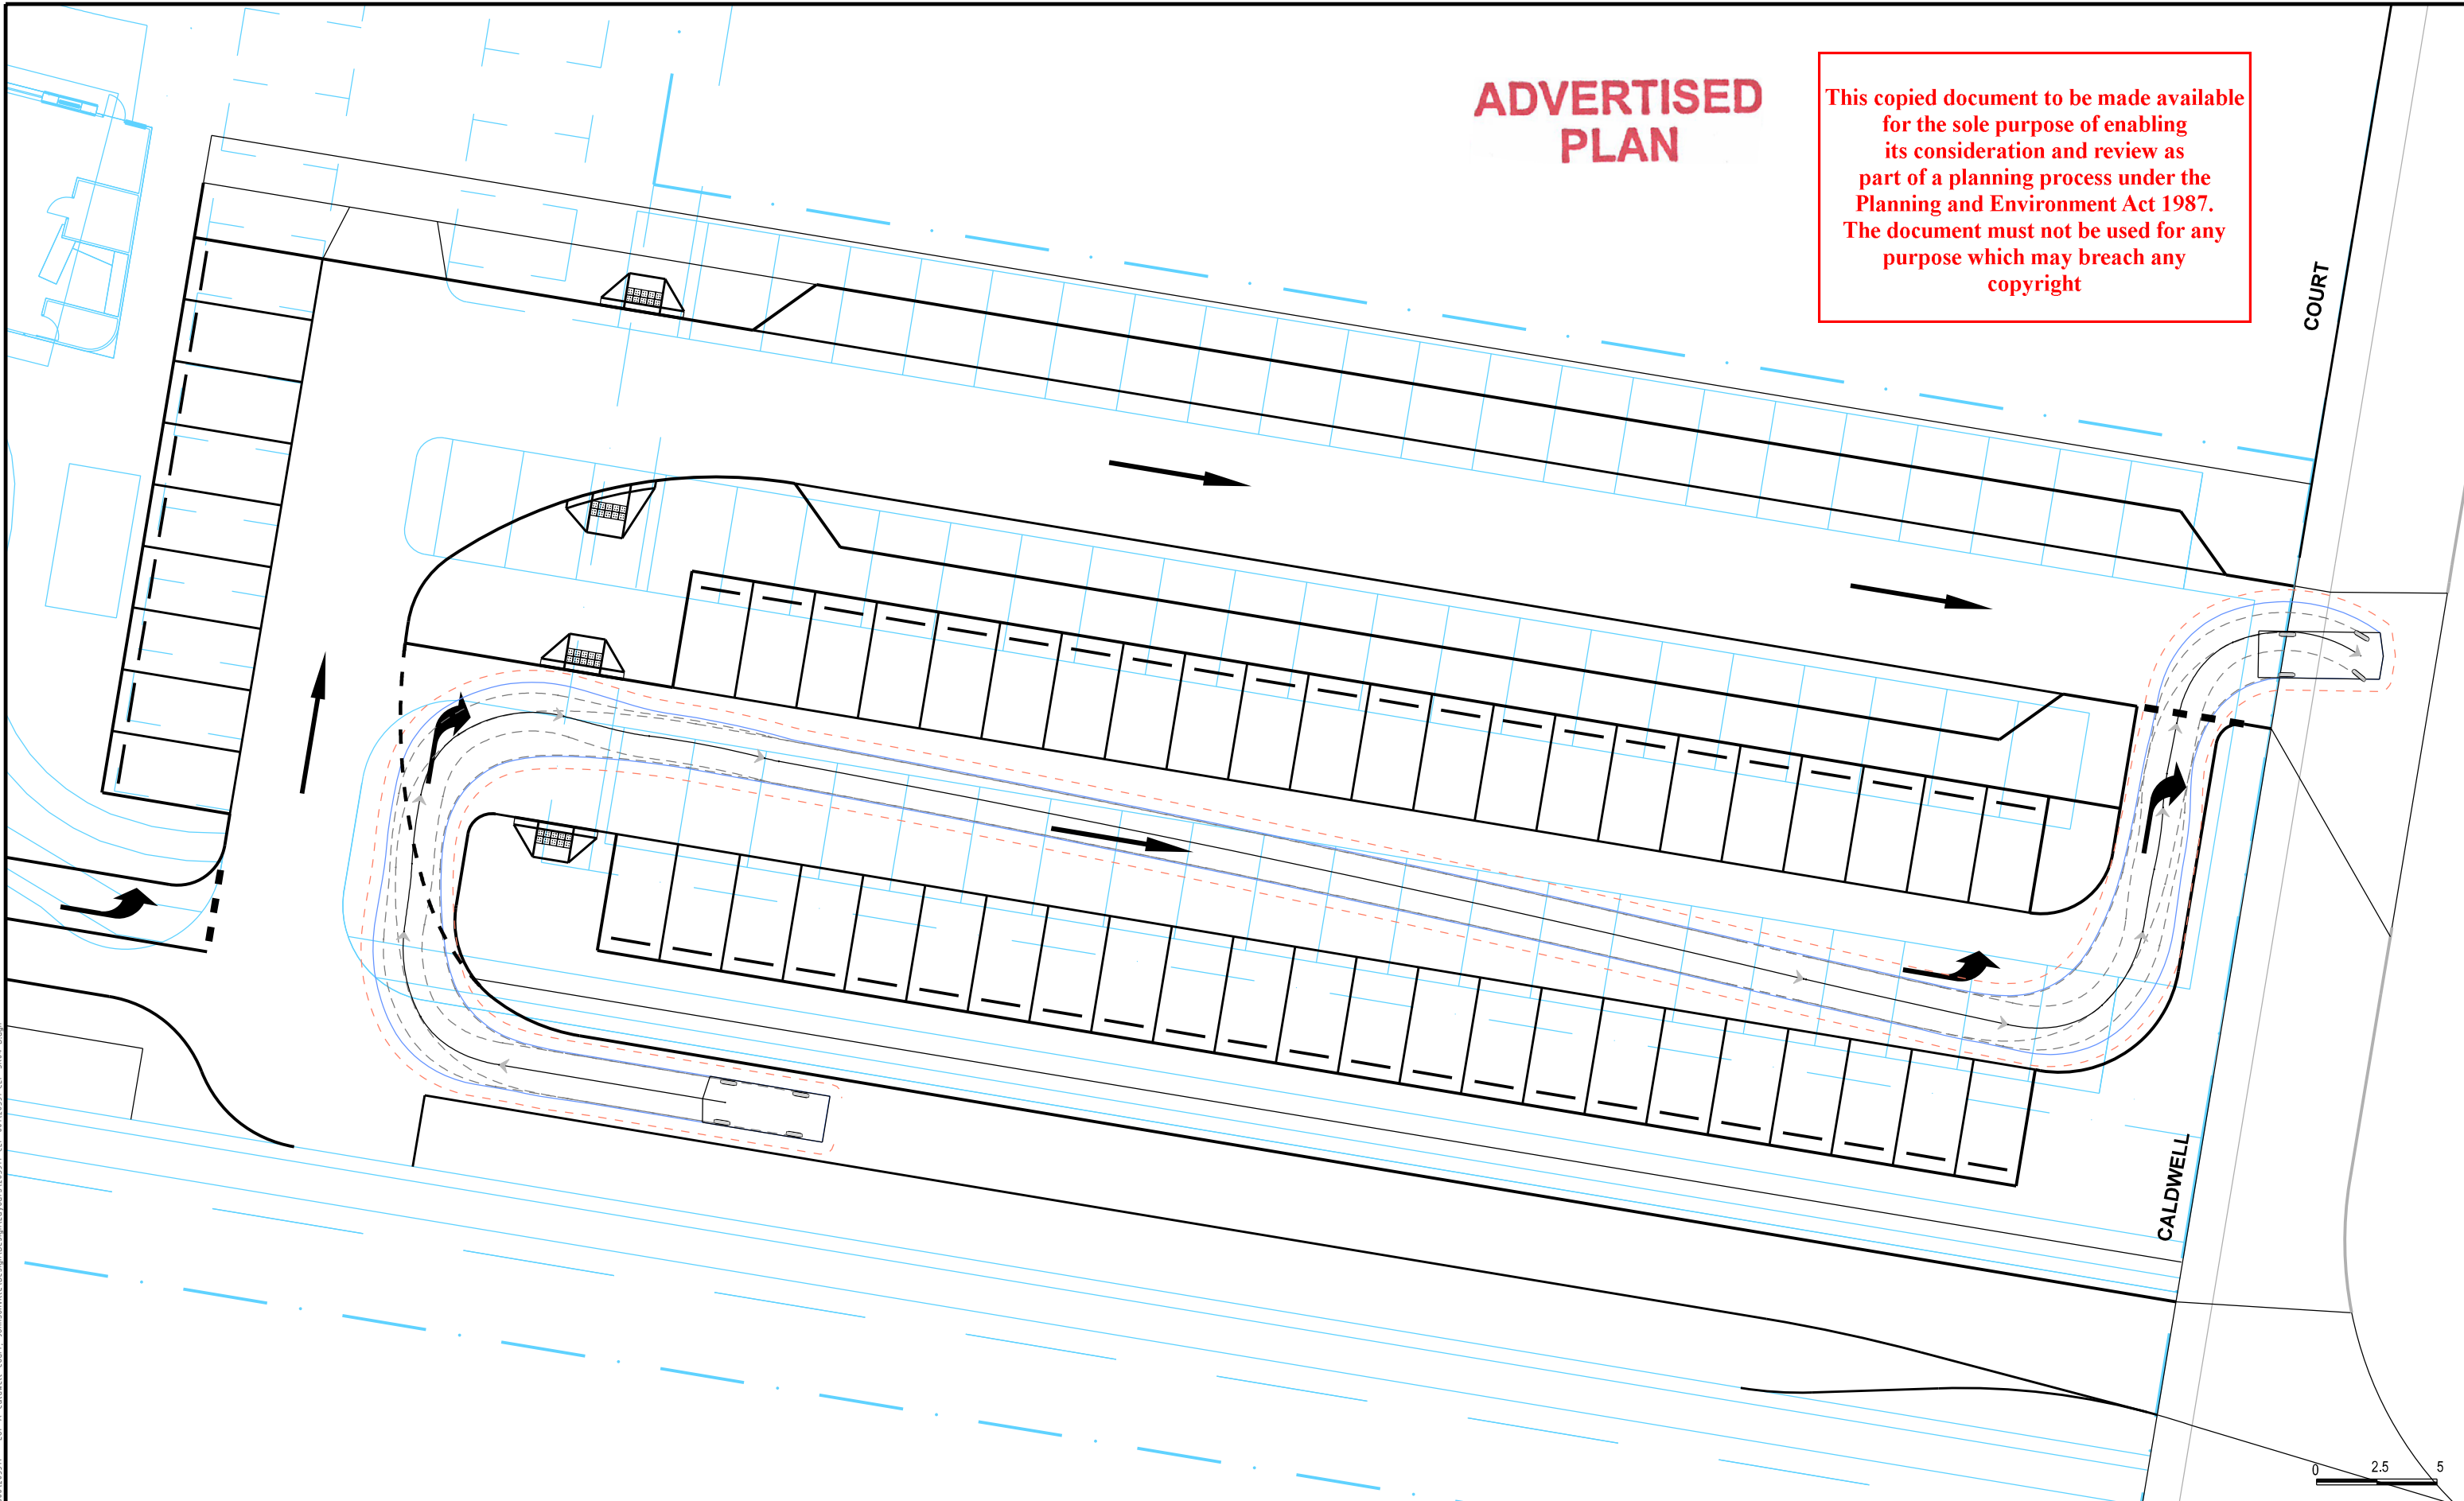 ADVERTISED
PLAN
This copied document to be made available
for the sole purpose of enabling
its consideration and review as
part of a planning process under the
Planning and Environment Act 1987.
The document must not be used for any
purpose which may breach any
copyright
COURT
CALDWELL
0 2.5 5